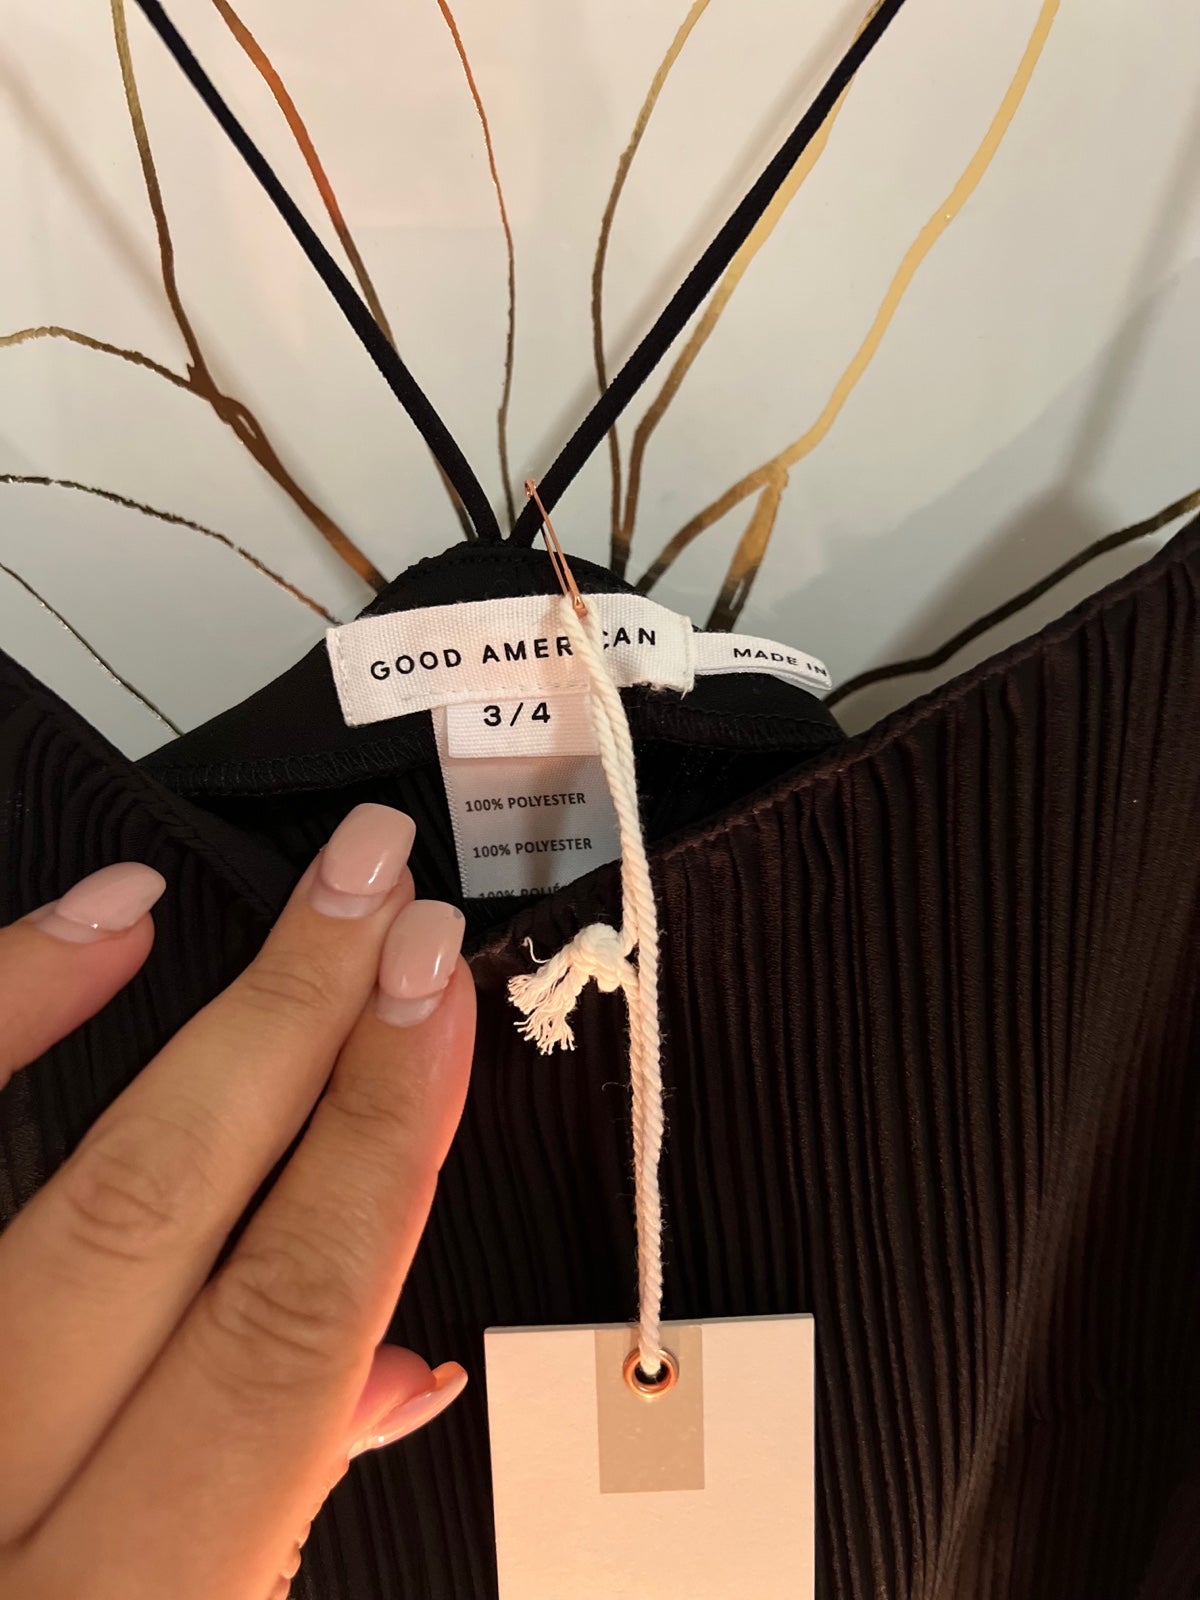 GOOD AMERICAN
MADE IN
3/4
100% POLYESTER
100% POLYESTER